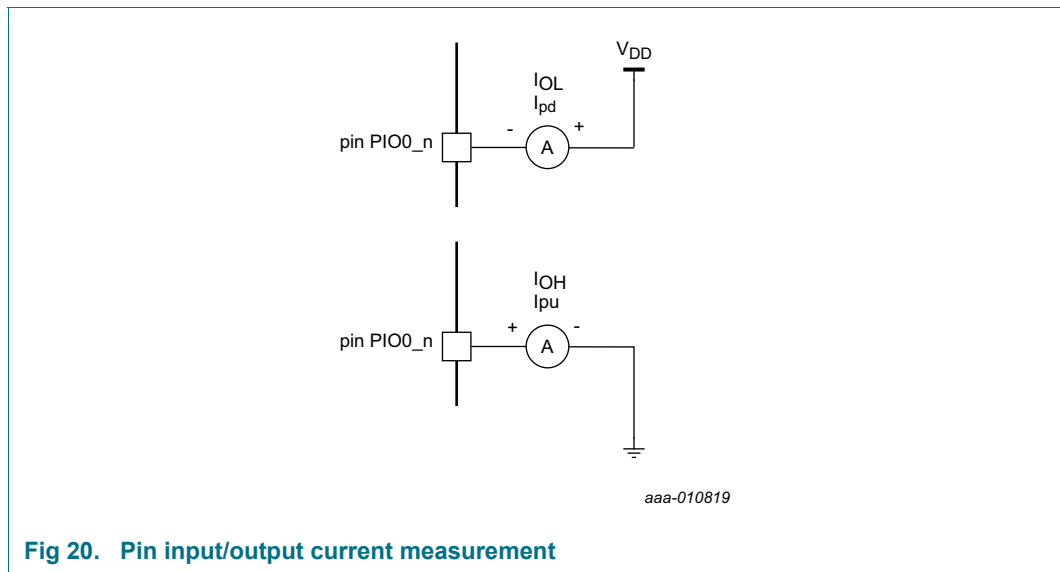 VDD
IOL
Ipd
- +
pin PIO0_n
A
IOH
Ipu
+ -
pin PIO0_n
A
aaa-010819
Fig 20. Pin input/output current measurement